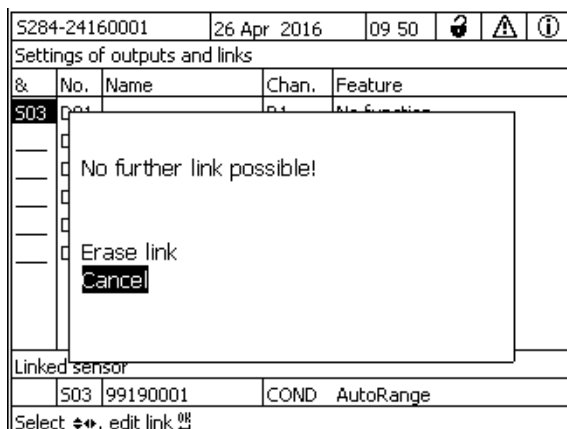 S284-24160001 26 Apr 2016 09 50
Settings of outputs and links
& No. Name Chan. Feature
S03
No further link possible!
Erase link
Cancel
Linked sensor
S03 99190001 COND AutoRange
Select , edit link OK